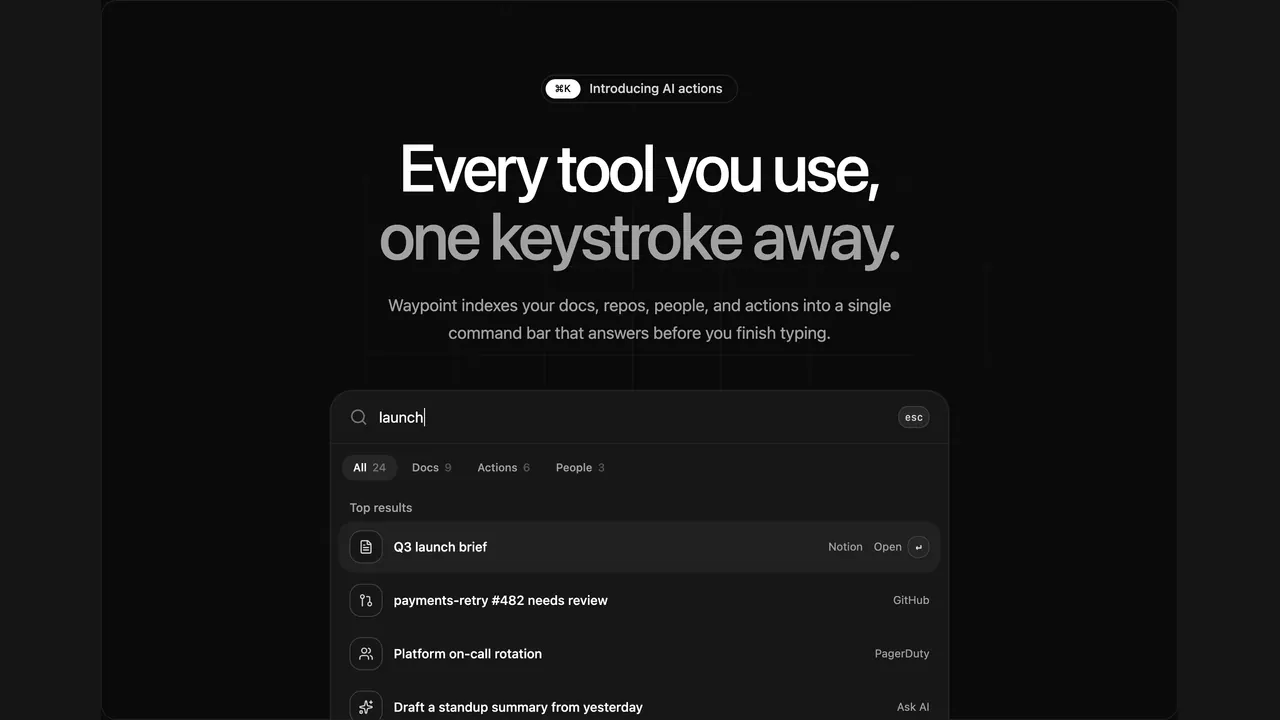 ⌘K Introducing AI actions
Every tool you use,
one keystroke away.
Waypoint indexes your docs, repos, people, and actions into a single
command bar that answers before you finish typing.
launch esc
All 24 Docs 9 Actions 6 People 3
Top results
Q3 launch brief Notion Open ↵
payments-retry #482 needs review GitHub
Platform on-call rotation PagerDuty
Draft a standup summary from yesterday Ask AI